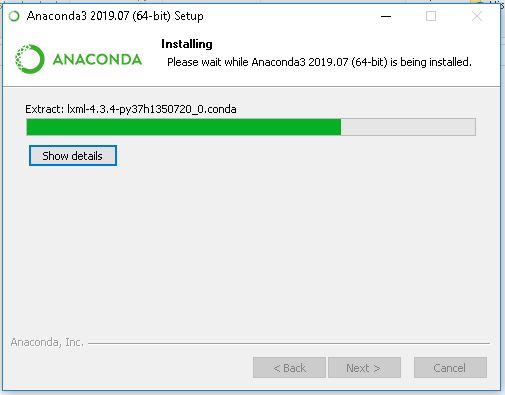 Anaconda3 2019.07 (64-bit) Setup
ANACONDA
Installing
Please wait while Anaconda3 2019.07 (64-bit) is being installed.
Extract: lxml-4.3.4-py37h1350720_0.conda
Show details
Anaconda, Inc.
< Back
Next >
Cancel